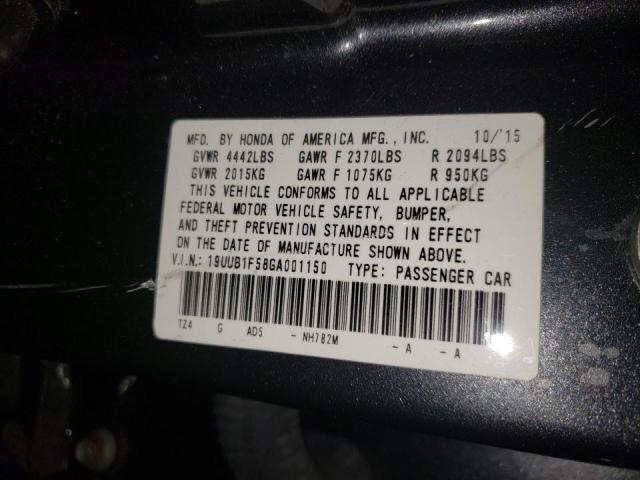 MFD. BY HONDA OF AMERICA MFG., INC. 10/'15
GVWR 4442LBS GAWR F 2370LBS R 2094LBS
GVWR 2015KG GAWR F 1075KG R 950KG
THIS VEHICLE CONFORMS TO ALL APPLICABLE
FEDERAL MOTOR VEHICLE SAFETY, BUMPER,
AND THEFT PREVENTION STANDARDS IN EFFECT
ON THE DATE OF MANUFACTURE SHOWN ABOVE.
V.I.N.: 19UUB1F58GA001150 TYPE: PASSENGER CAR
TZ4 G AD5 - NH782M - A - A